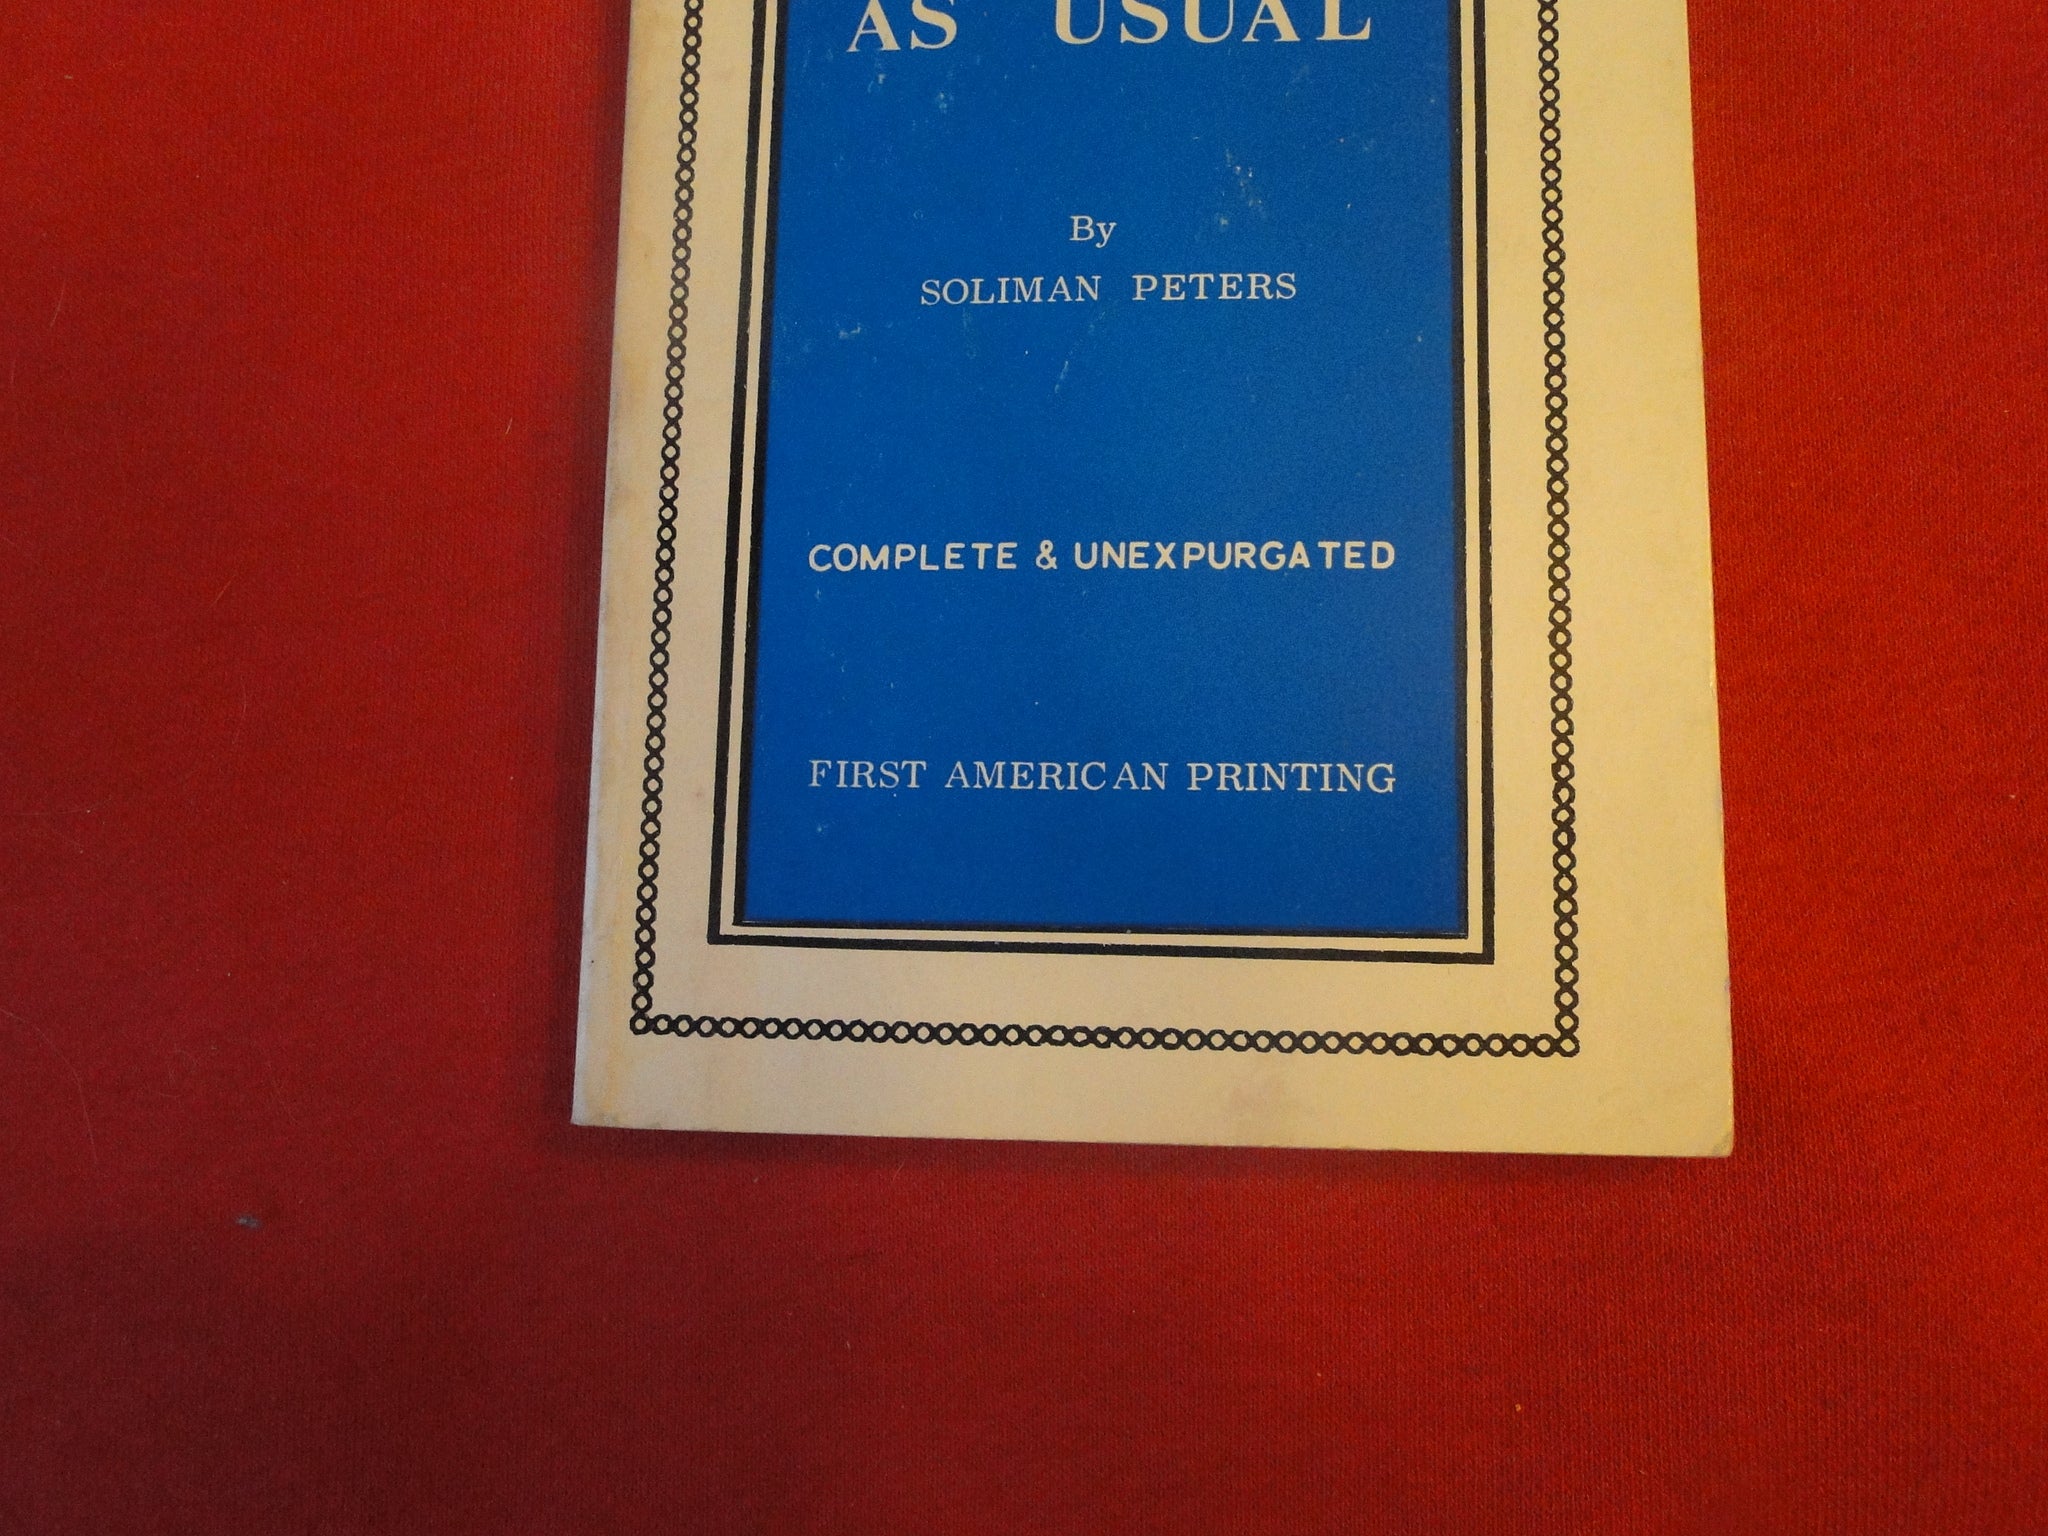 AS USUAL
By
SOLIMAN PETERS
COMPLETE & UNEXPURGATED
FIRST AMERICAN PRINTING